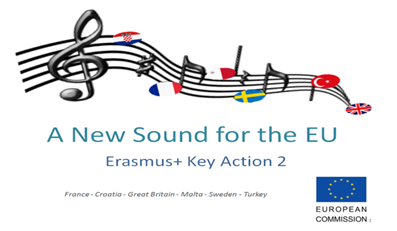 A New Sound for the EU
Erasmus+ Key Action 2
France - Croatia - Great Britain - Malta - Sweden - Turkey
EUROPEAN
COMMISSION